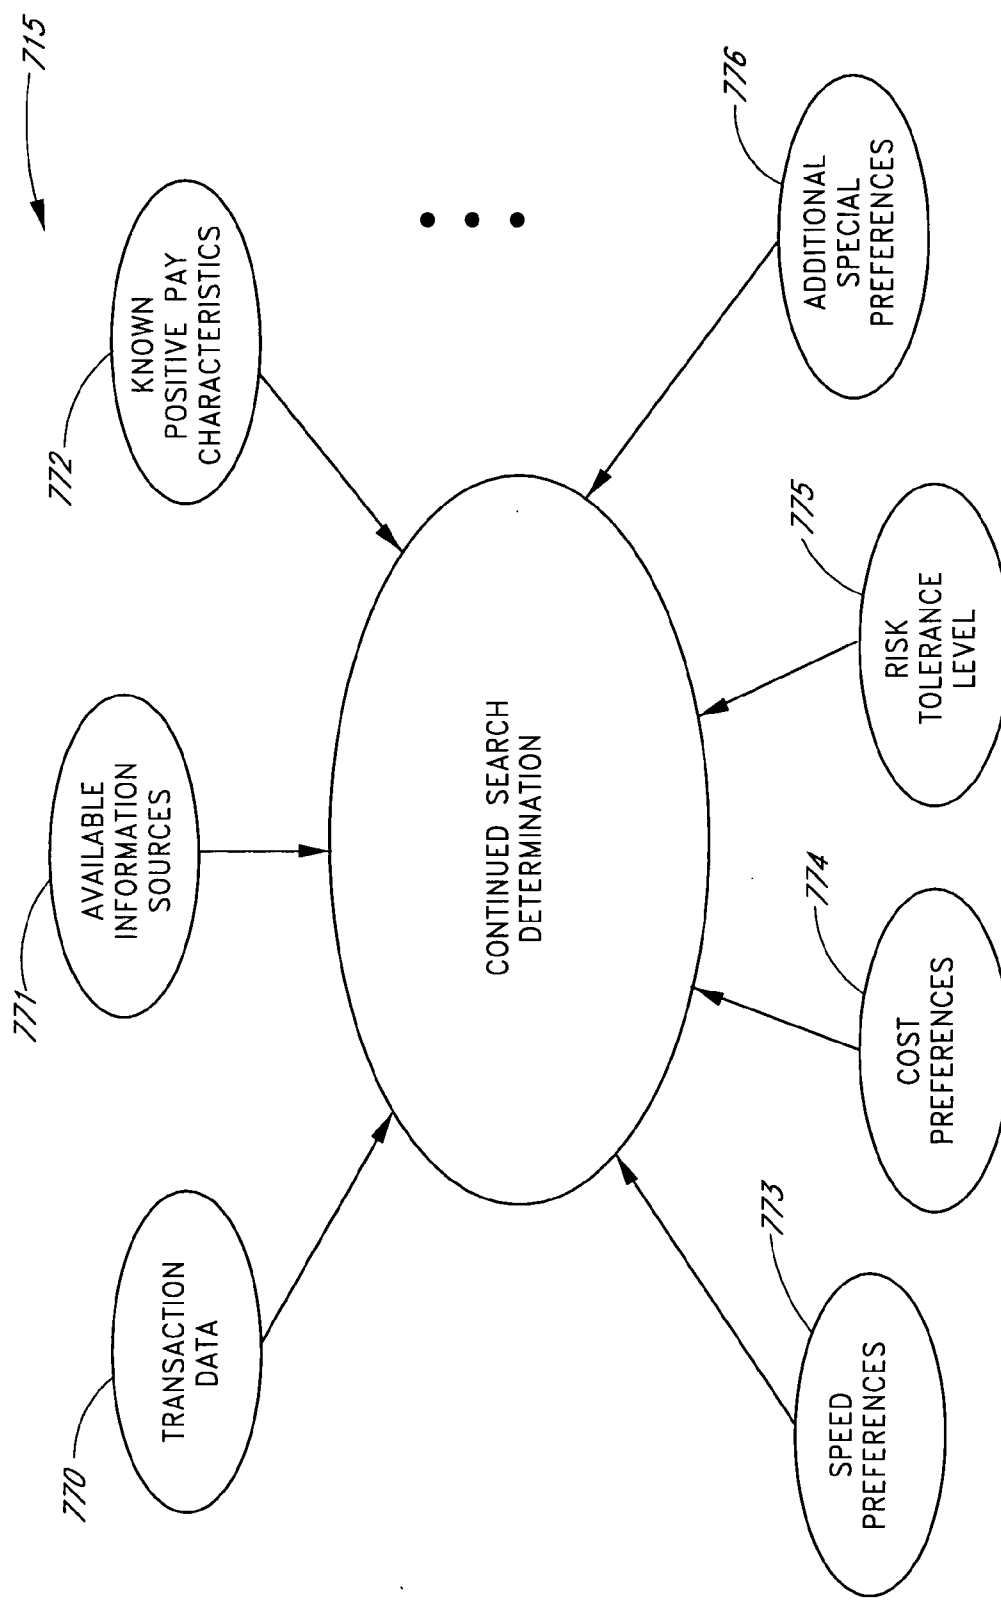 715
770
TRANSACTION
DATA
771
AVAILABLE
INFORMATION
SOURCES
772
KNOWN
POSITIVE PAY
CHARACTERISTICS
CONTINUED SEARCH
DETERMINATION
773
SPEED
PREFERENCES
774
COST
PREFERENCES
775
RISK
TOLERANCE
LEVEL
776
ADDITIONAL
SPECIAL
PREFERENCES